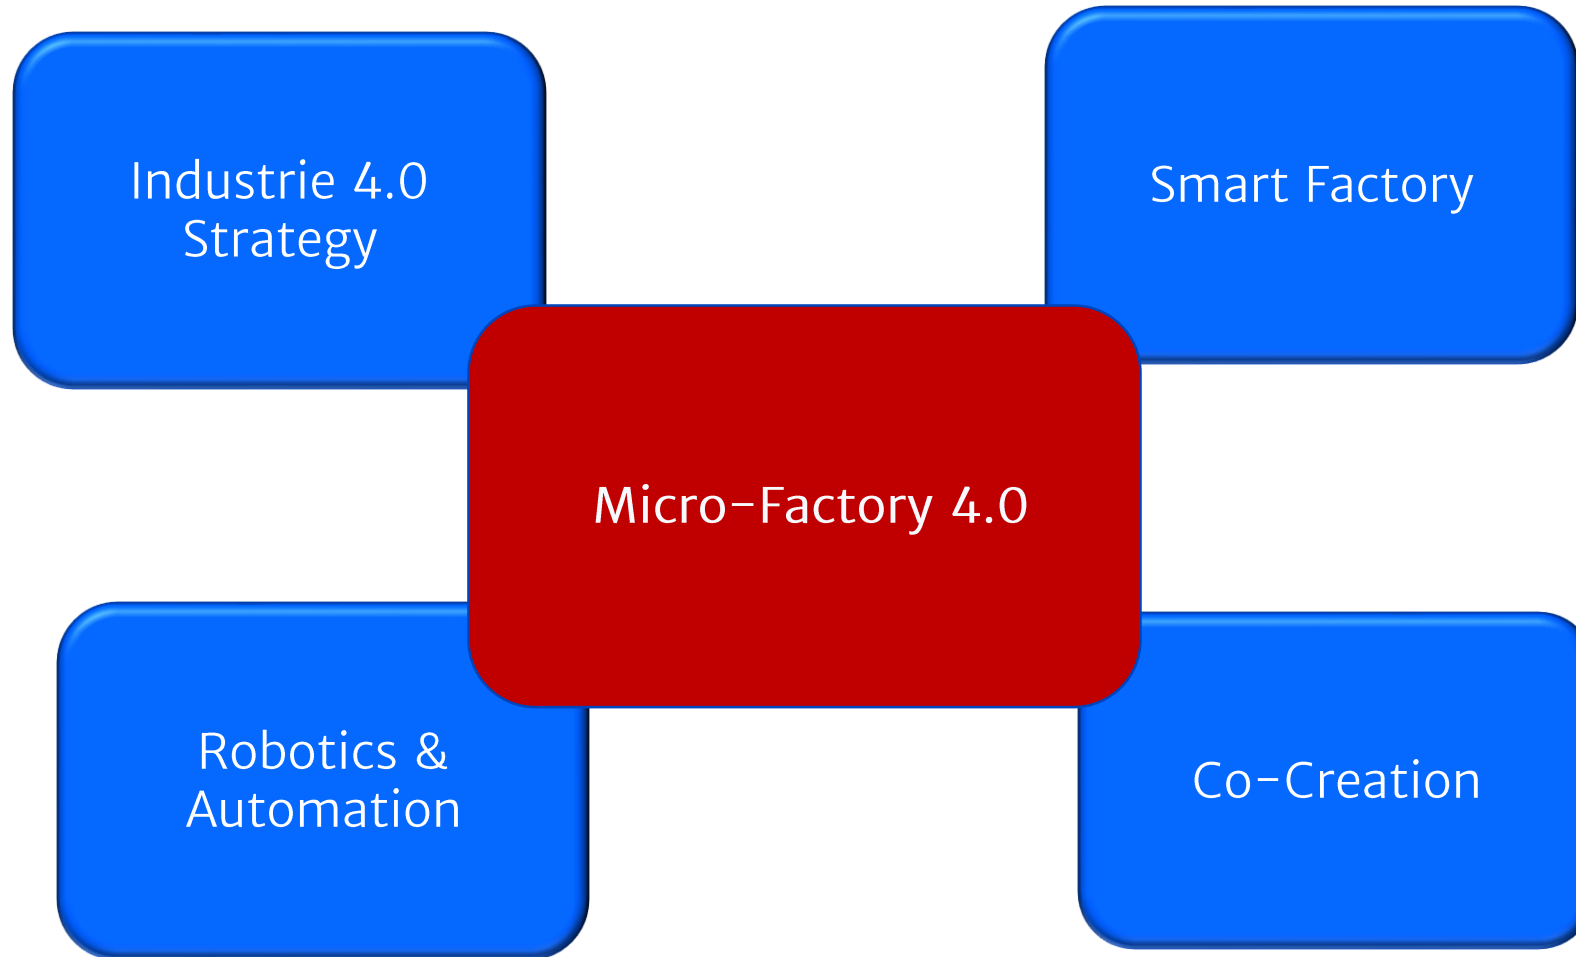 Industrie 4.0
Strategy
Smart Factory
Micro-Factory 4.0
Robotics &
Automation
Co-Creation